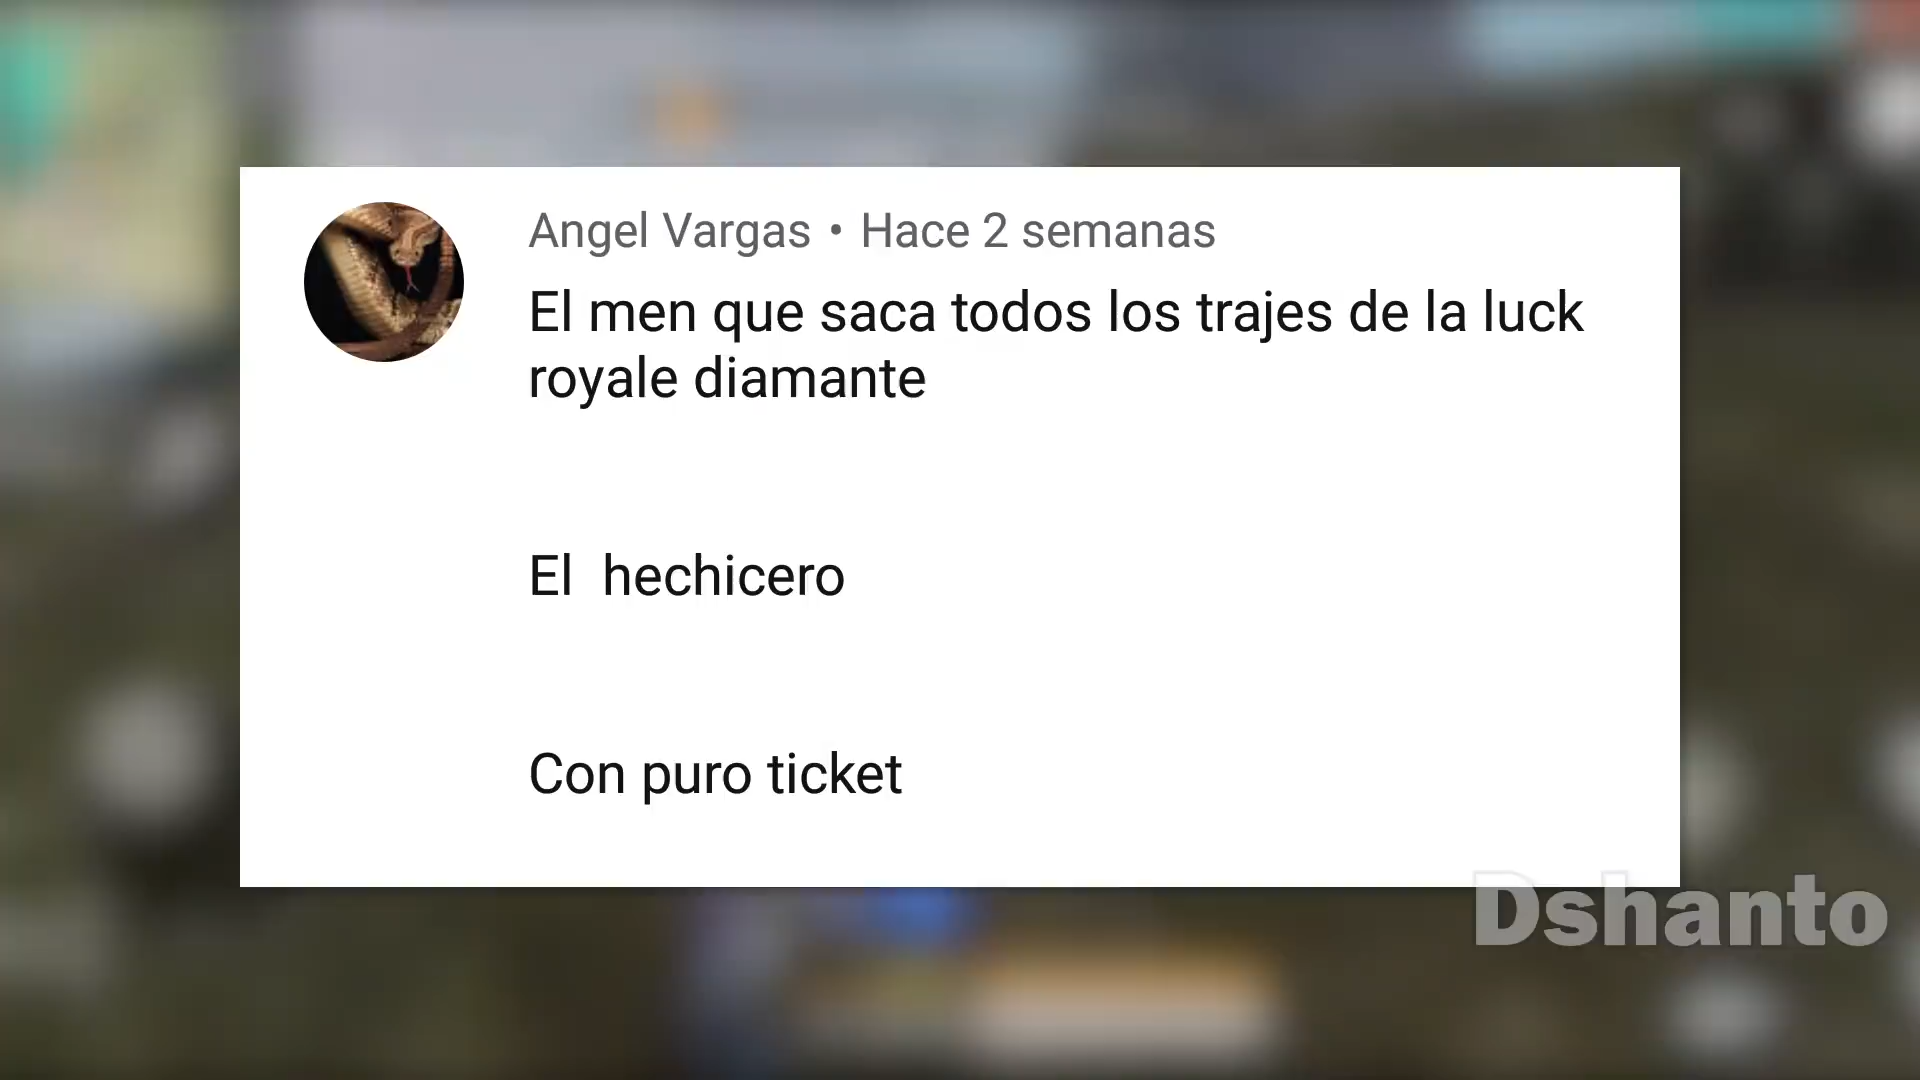 Angel Vargas • Hace 2 semanas
El men que saca todos los trajes de la luck
royale diamante
El  hechicero
Con puro ticket
Dshanto